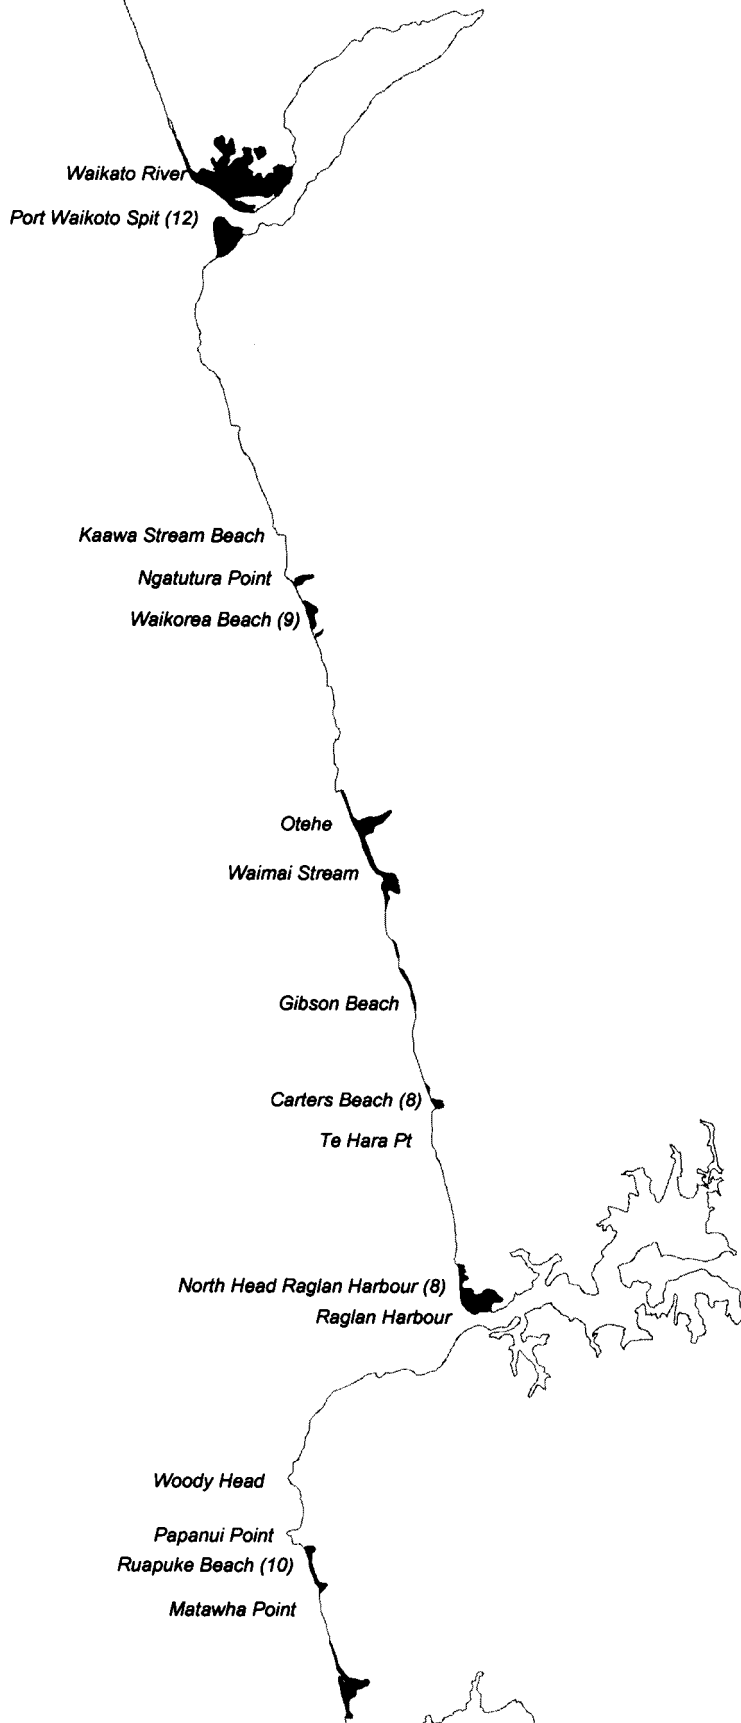 Waikato River
Port Waikoto Spit (12)
Kaawa Stream Beach
Ngatutura Point
Waikorea Beach (9)
Otehe
Waimai Stream
Gibson Beach
Carters Beach (8)
Te Hara Pt
North Head Raglan Harbour (8)
Raglan Harbour
Woody Head
Papanui Point
Ruapuke Beach (10)
Matawha Point